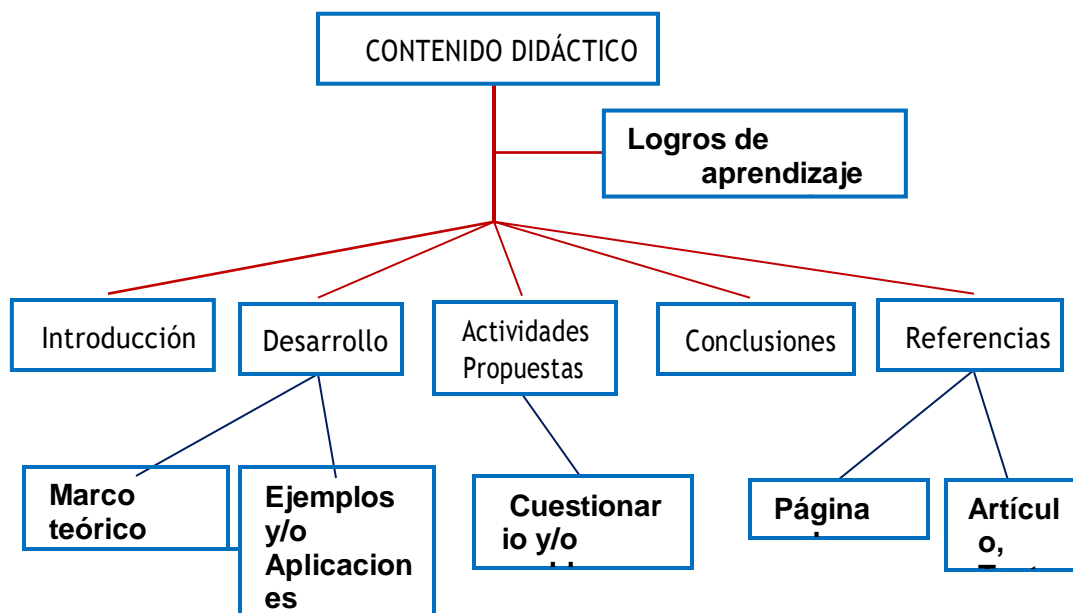 CONTENIDO DIDÁCTICO
Logros de
aprendizaje
Introducción
Desarrollo
Actividades
Propuestas
Conclusiones
Referencias
Marco
teórico
Ejemplos
y/o
Aplicacion
es
Cuestionar
io y/o
Página
Artícul
o,